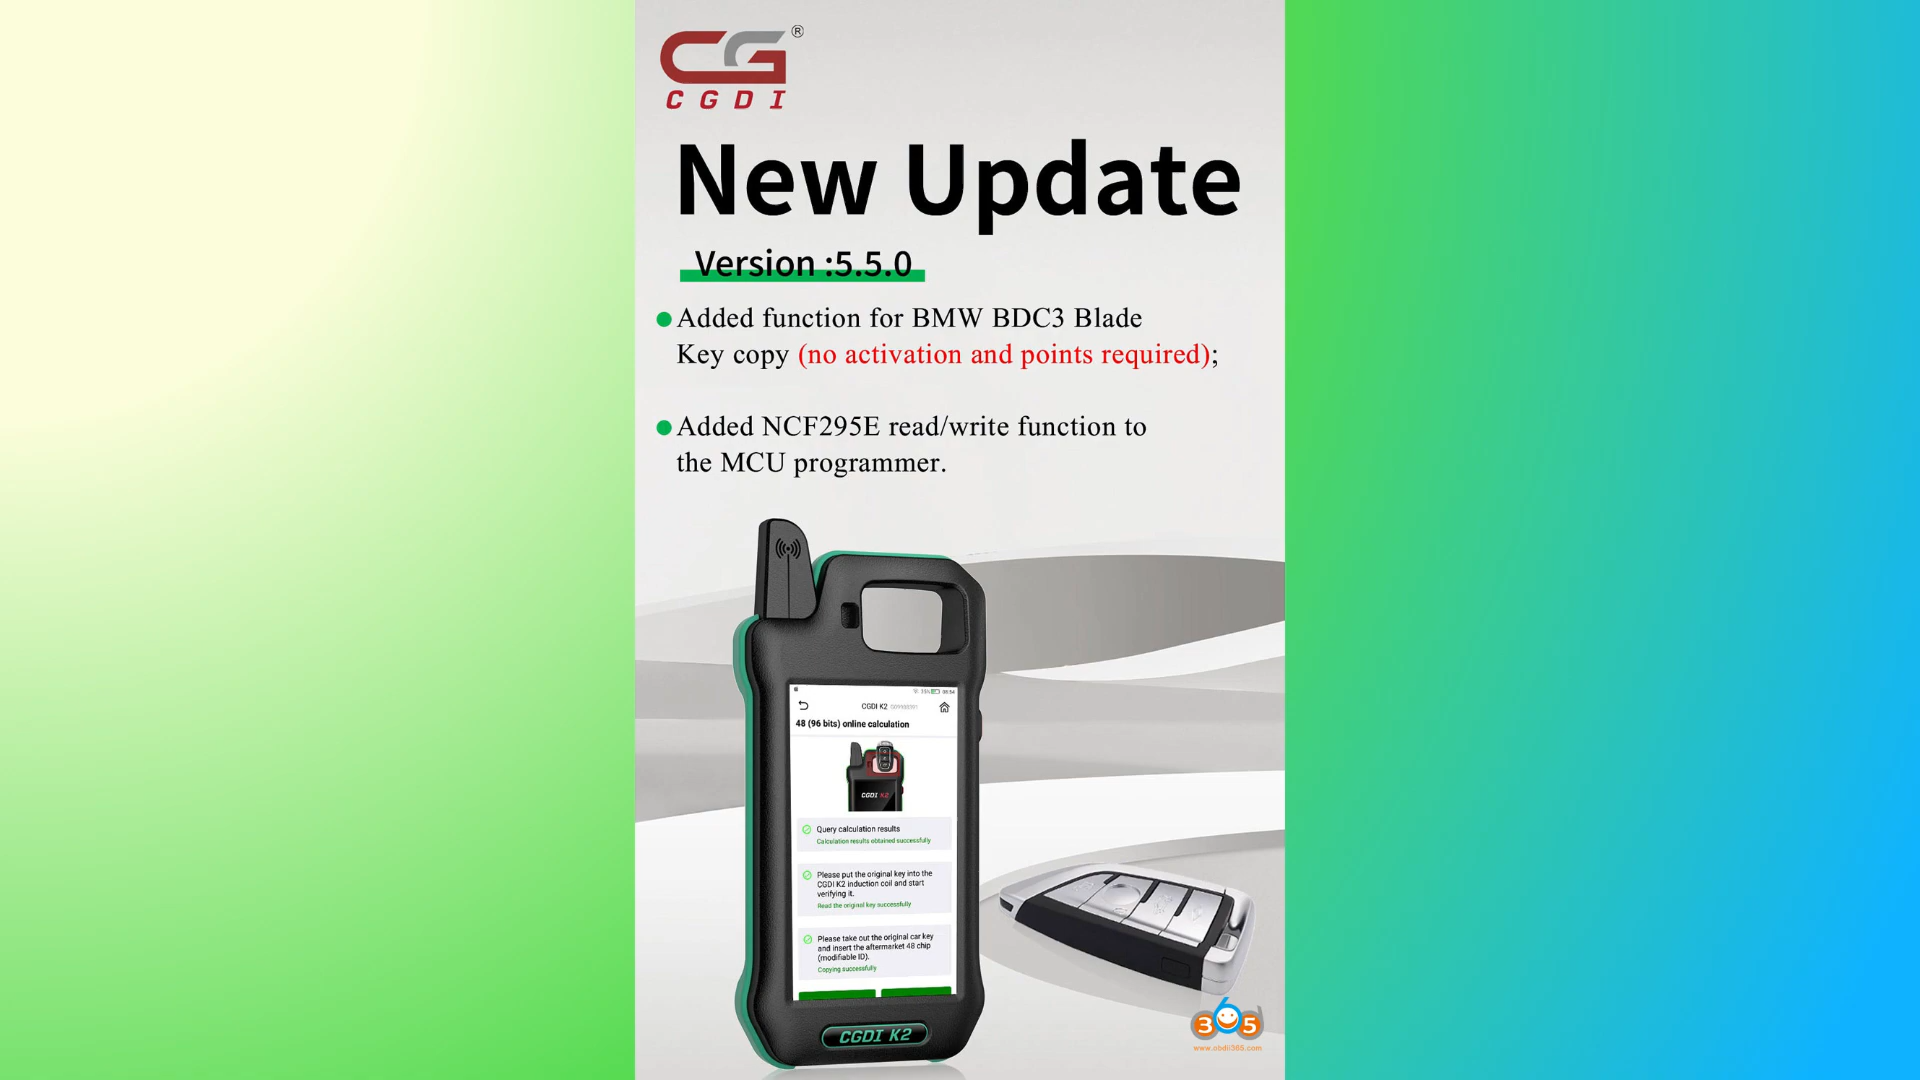 CG®
CGDI
New Update
Version :5.5.0
Added function for BMW BDC3 Blade
Key copy (no activation and points required);
Added NCF295E read/write function to
the MCU programmer.
CGDI K2
48 (96 bits) online calculation
CGDI K2
Query calculation results
Calculation results obtained successfully
Please put the original key into the
CGDI K2 induction coil and start
verifying it.
Read the original key successfully
Please take out the original car key
and insert the aftermarket 48 chip
(modifiable ID).
Copying successfully
CGDI K2
365
www.obdii365.com